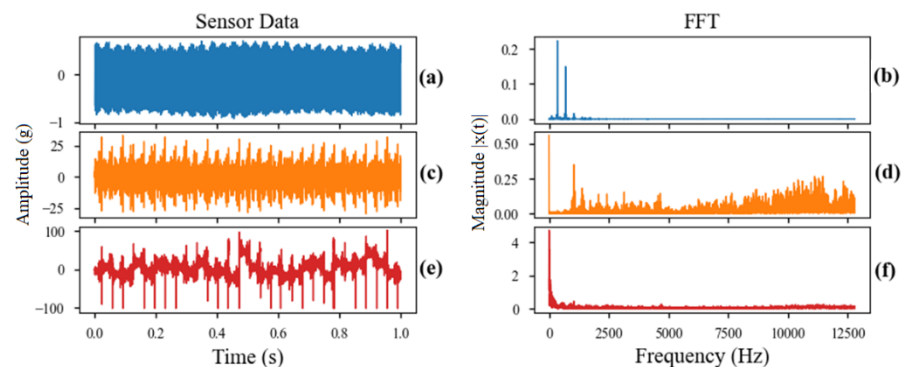 Sensor Data
FFT
Amplitude (g)
0
−1
(a)
25
0
−25
(c)
100
0
−100
(e)
0.0 0.2 0.4 0.6 0.8 1.0
Time (s)
Magnitude |x(t)|
0.2
0.1
0.0
(b)
0.50
0.25
0.00
(d)
4
2
0
(f)
0 2500 5000 7500 10000 12500
Frequency (Hz)